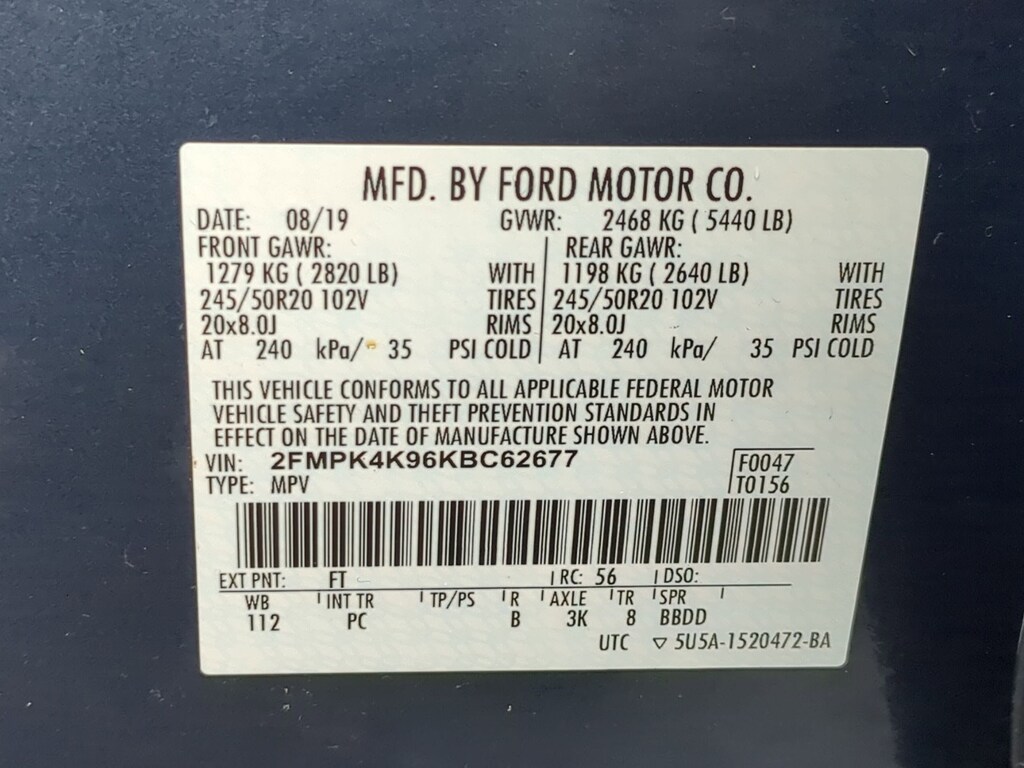 MFD. BY FORD MOTOR CO.
DATE: 08/19 GVWR: 2468 KG ( 5440 LB)
FRONT GAWR: REAR GAWR:
1279 KG ( 2820 LB) WITH 1198 KG ( 2640 LB) WITH
245/50R20 102V TIRES 245/50R20 102V TIRES
20x8.0J RIMS 20x8.0J RIMS
AT 240 kPa/ 35 PSI COLD AT 240 kPa/ 35 PSI COLD
THIS VEHICLE CONFORMS TO ALL APPLICABLE FEDERAL MOTOR
VEHICLE SAFETY AND THEFT PREVENTION STANDARDS IN
EFFECT ON THE DATE OF MANUFACTURE SHOWN ABOVE.
VIN: 2FMPK4K96KBC62677 F0047
TYPE: MPV T0156
EXT PNT: FT RC: 56 DSO:
WB INT TR TP/PS R AXLE TR SPR
112 PC B 3K 8 BBDD
UTC ▽ 5U5A-1520472-BA